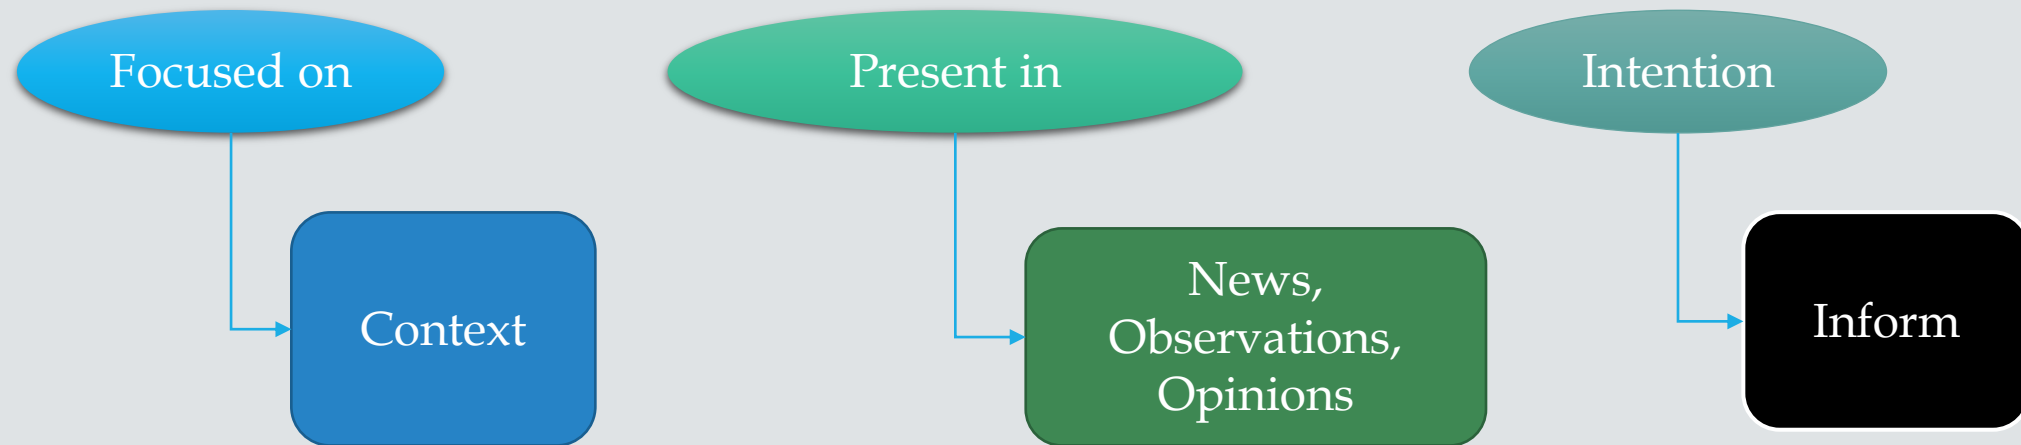 Focused on
Present in
Intention
Context
News,
Observations,
Opinions
Inform